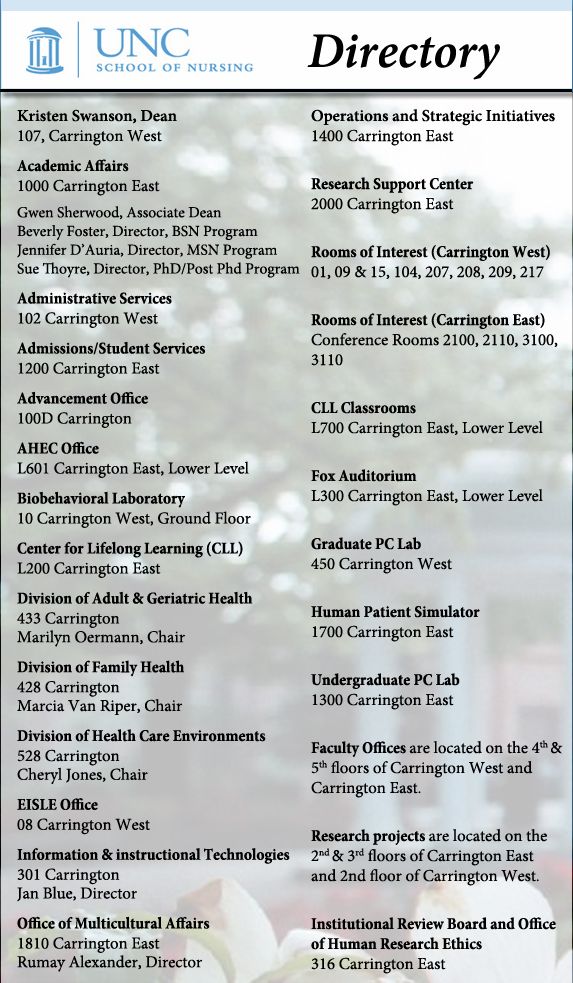 UNC
SCHOOL OF NURSING
Directory
Kristen Swanson, Dean
107, Carrington West
Academic Affairs
1000 Carrington East
Gwen Sherwood, Associate Dean
Beverly Foster, Director, BSN Program
Jennifer D'Auria, Director, MSN Program
Sue Thoyre, Director, PhD/Post Phd Program
Administrative Services
102 Carrington West
Admissions/Student Services
1200 Carrington East
Advancement Office
100D Carrington
AHEC Office
L601 Carrington East, Lower Level
Biobehavioral Laboratory
10 Carrington West, Ground Floor
Center for Lifelong Learning (CLL)
L200 Carrington East
Division of Adult & Geriatric Health
433 Carrington
Marilyn Oermann, Chair
Division of Family Health
428 Carrington
Marcia Van Riper, Chair
Division of Health Care Environments
528 Carrington
Cheryl Jones, Chair
EISLE Office
08 Carrington West
Information & instructional Technologies
301 Carrington
Jan Blue, Director
Office of Multicultural Affairs
1810 Carrington East
Rumay Alexander, Director
Operations and Strategic Initiatives
1400 Carrington East
Research Support Center
2000 Carrington East
Rooms of Interest (Carrington West)
01, 09 & 15, 104, 207, 208, 209, 217
Rooms of Interest (Carrington East)
Conference Rooms 2100, 2110, 3100,
3110
CLL Classrooms
L700 Carrington East, Lower Level
Fox Auditorium
L300 Carrington East, Lower Level
Graduate PC Lab
450 Carrington West
Human Patient Simulator
1700 Carrington East
Undergraduate PC Lab
1300 Carrington East
Faculty Offices are located on the 4th &
5th floors of Carrington West and
Carrington East.
Research projects are located on the
2nd & 3rd floors of Carrington East
and 2nd floor of Carrington West.
Institutional Review Board and Office
of Human Research Ethics
316 Carrington East